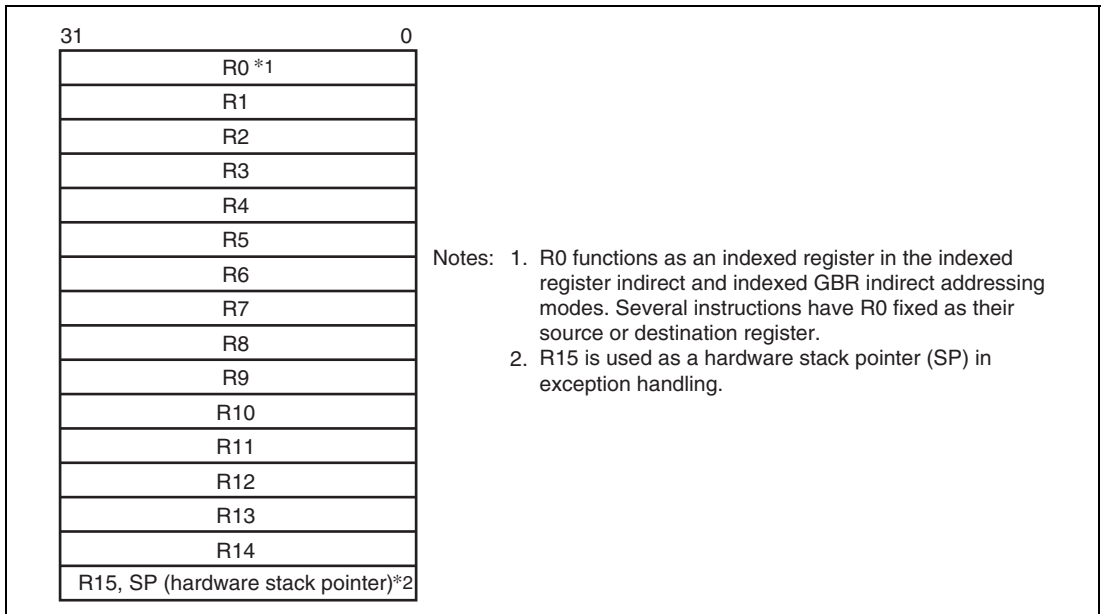 31 0
R0 *1
R1
R2
R3
R4
R5
R6
R7
R8
R9
R10
R11
R12
R13
R14
R15, SP (hardware stack pointer)*2
Notes: 1. R0 functions as an indexed register in the indexed
register indirect and indexed GBR indirect addressing
modes. Several instructions have R0 fixed as their
source or destination register.
2. R15 is used as a hardware stack pointer (SP) in
exception handling.